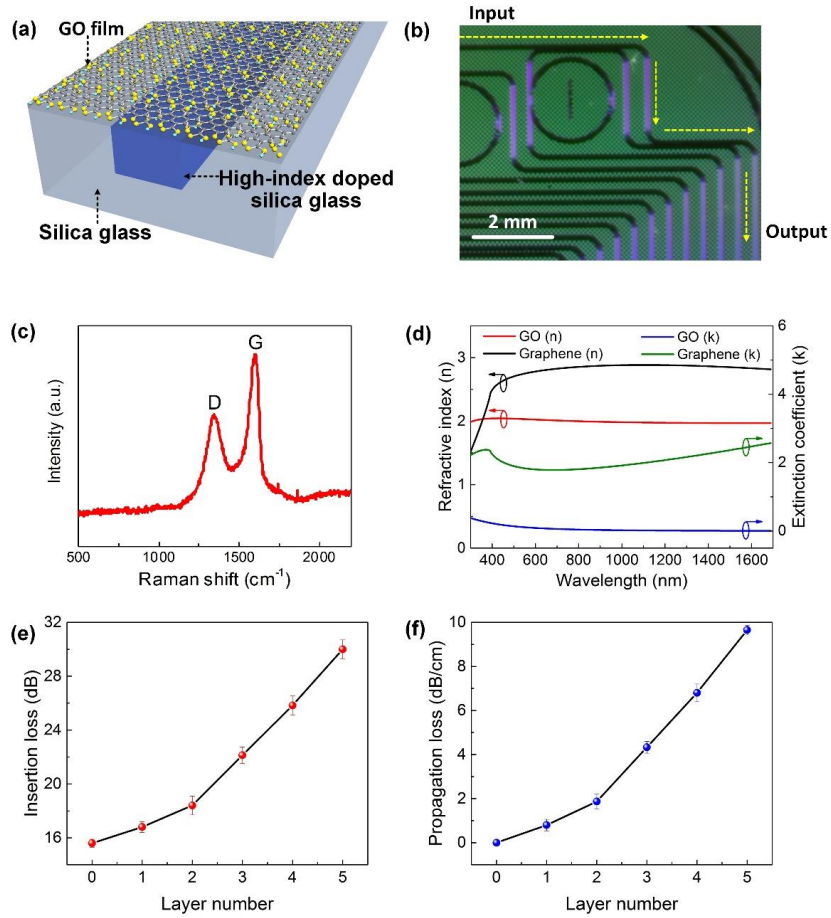 (a)
GO film
High-index doped
silica glass
Silica glass
(b)
Input
2 mm
Output
(c)
G
D
Intensity (a.u.)
500 1000 1500 2000
Raman shift (cm-1)
(d)
GO (n) GO (k)
Graphene (n) Graphene (k)
Refractive index (n)
3
2
1
0
6
4
2
0
Extinction coefficient (k)
400 600 800 1000 1200 1400 1600
Wavelength (nm)
(e)
Insertion loss (dB)
32
28
24
20
16
0 1 2 3 4 5
Layer number
(f)
Propagation loss (dB/cm)
10
8
6
4
2
0
0 1 2 3 4 5
Layer number